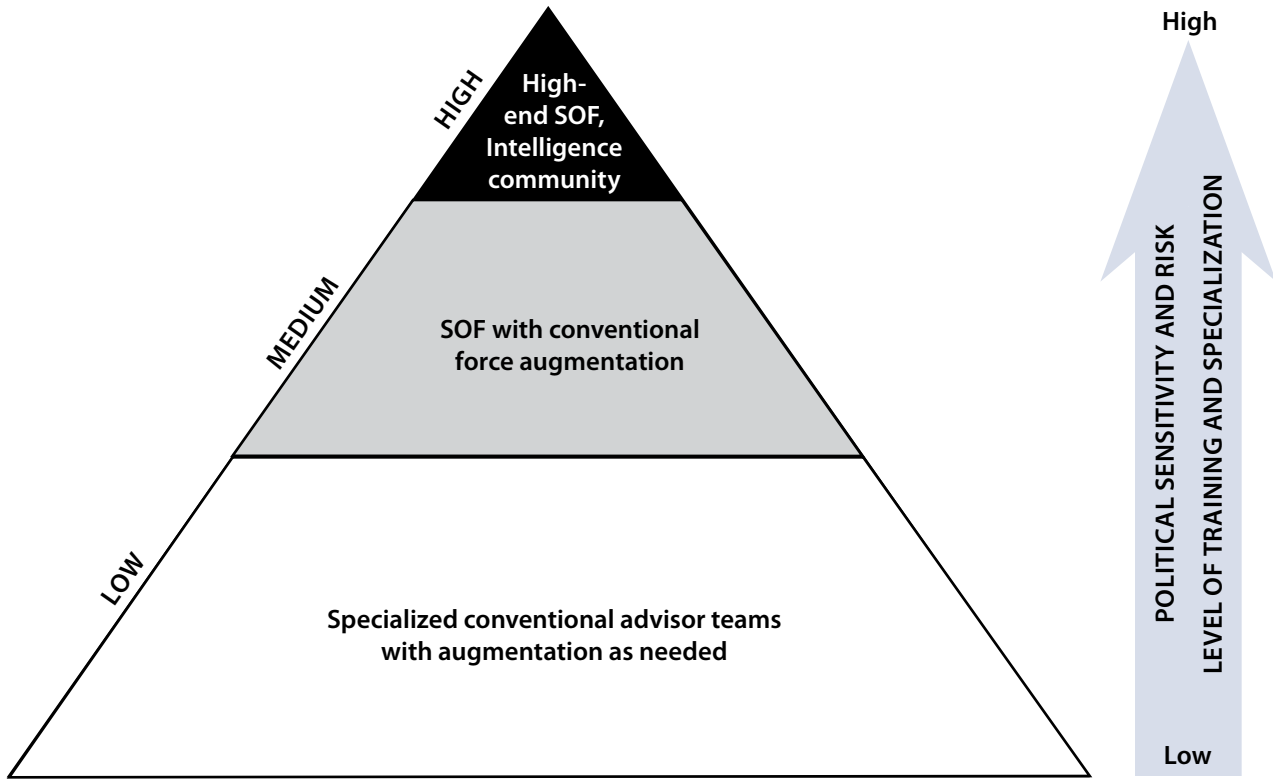 HIGH
High-
end SOF,
Intelligence
community
MEDIUM
SOF with conventional
force augmentation
LOW
Specialized conventional advisor teams
with augmentation as needed
High
POLITICAL SENSITIVITY AND RISK
LEVEL OF TRAINING AND SPECIALIZATION
Low